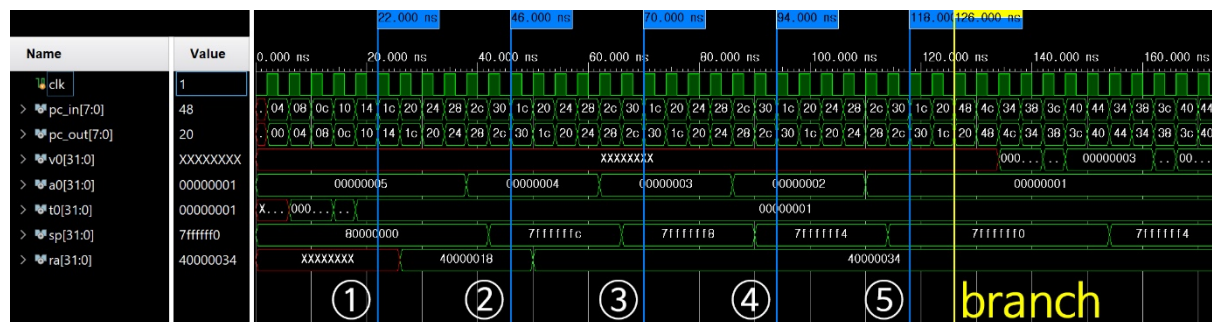 22.000 ns 46.000 ns 70.000 ns 94.000 ns 118.00 126.000 ns
Name Value 0.000 ns 20.000 ns 40.000 ns 60.000 ns 80.000 ns 100.000 ns 120.000 ns 140.000 ns 160.000 ns
clk 1
pc_in[7:0] 48 04 08 0c 10 14 1c 20 24 28 2c 30 1c 20 24 28 2c 30 1c 20 24 28 2c 30 1c 20 24 28 2c 30 1c 20 48 4c 34 38 3c 40 44 34 38 3c 40 44
pc_out[7:0] 20 . 00 04 08 0c 10 14 1c 20 24 28 2c 30 1c 20 24 28 2c 30 1c 20 24 28 2c 30 1c 20 24 28 2c 30 1c 20 48 4c 34 38 3c 40 44 34 38 3c 40
v0[31:0] XXXXXXXX XXXXXXXX 000... .. 00000003 .. 00...
a0[31:0] 00000001 00000005 00000004 00000003 00000002 00000001
t0[31:0] 00000001 X... 000... .. 00000001
sp[31:0] 7ffffff0 80000000 7ffffffc 7ffffff8 7ffffff4 7ffffff0 7ffffff4
ra[31:0] 40000034 XXXXXXXX 40000018 40000034
① ② ③ ④ ⑤ branch